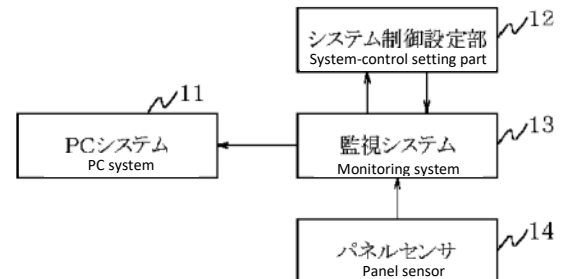 12
システム制御設定部
System-control setting part
11
PCシステム
PC system
13
監視システム
Monitoring system
14
パネルセンサ
Panel sensor